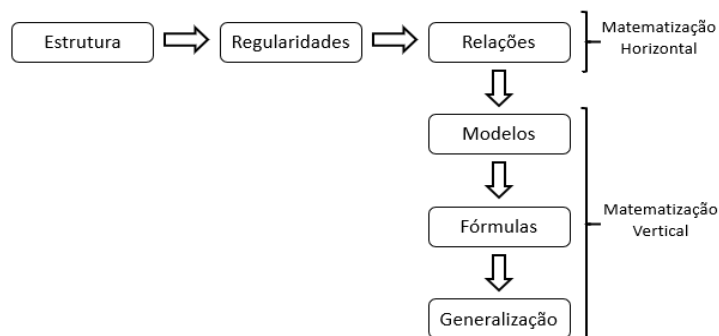 Estrutura
Regularidades
Relações
Matematização
Horizontal
Modelos
Fórmulas
Matematização
Vertical
Generalização